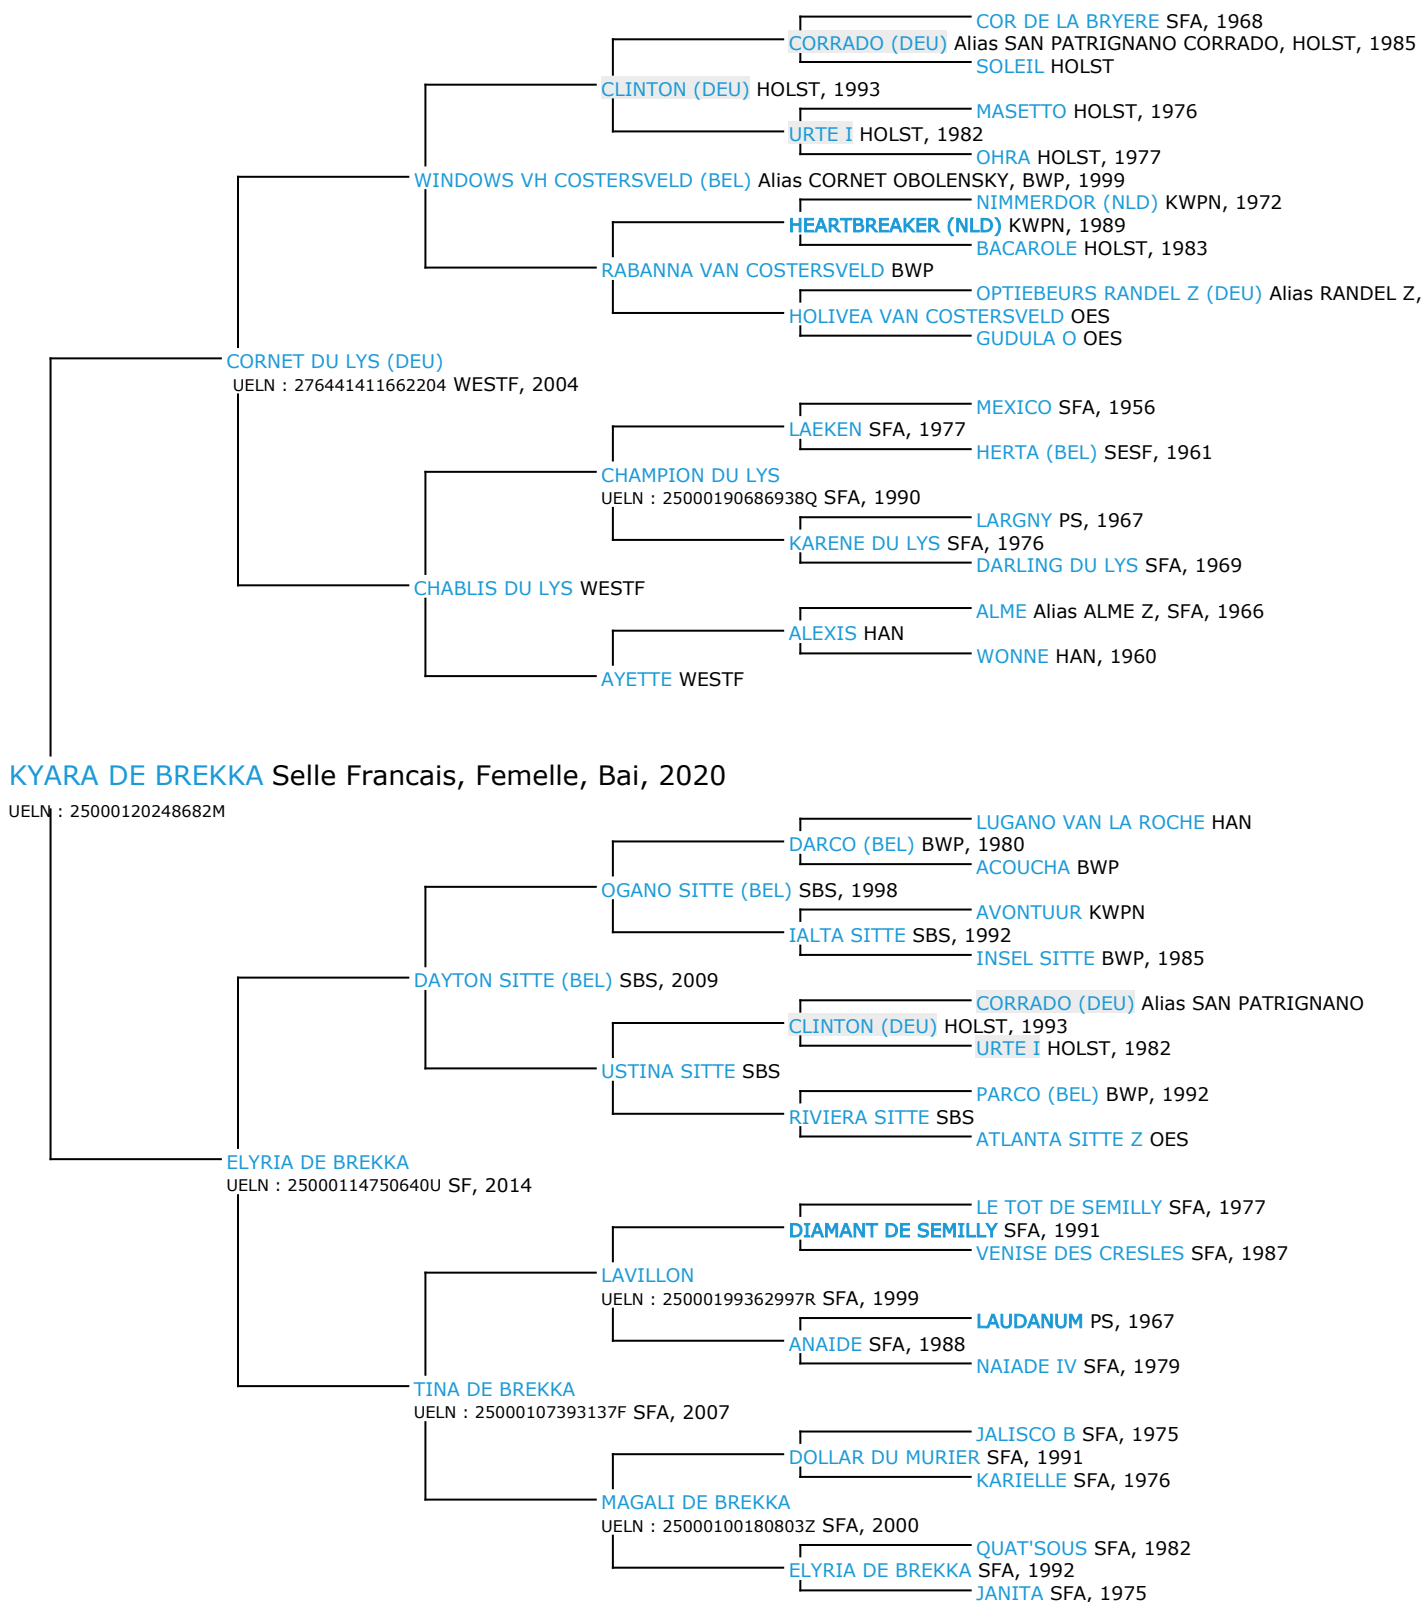 COR DE LA BRYERE SFA, 1968
CORRADO (DEU) Alias SAN PATRIGNANO CORRADO, HOLST, 1985
SOLEIL HOLST
CLINTON (DEU) HOLST, 1993
MASETTO HOLST, 1976
URTE I HOLST, 1982
OHRA HOLST, 1977
WINDOWS VH COSTERSVELD (BEL) Alias CORNET OBOLENSKY, BWP, 1999
NIMMERDOR (NLD) KWPN, 1972
HEARTBREAKER (NLD) KWPN, 1989
BACAROLE HOLST, 1983
RABANNA VAN COSTERSVELD BWP
OPTIEBEURS RANDEL Z (DEU) Alias RANDEL Z,
HOLIVEA VAN COSTERSVELD OES
GUDULA O OES
CORNET DU LYS (DEU)
UELN : 276441411662204 WESTF, 2004
MEXICO SFA, 1956
LAEKEN SFA, 1977
HERTA (BEL) SESF, 1961
CHAMPION DU LYS
UELN : 25000190686938Q SFA, 1990
LARGNY PS, 1967
KARENE DU LYS SFA, 1976
DARLING DU LYS SFA, 1969
CHABLIS DU LYS WESTF
ALME Alias ALME Z, SFA, 1966
ALEXIS HAN
WONNE HAN, 1960
AYETTE WESTF
KYARA DE BREKKA Selle Francais, Femelle, Bai, 2020
UELN : 25000120248682M
LUGANO VAN LA ROCHE HAN
DARCO (BEL) BWP, 1980
ACOUCHA BWP
OGANO SITTE (BEL) SBS, 1998
AVONTUUR KWPN
IALTA SITTE SBS, 1992
INSEL SITTE BWP, 1985
DAYTON SITTE (BEL) SBS, 2009
CORRADO (DEU) Alias SAN PATRIGNANO
CLINTON (DEU) HOLST, 1993
URTE I HOLST, 1982
USTINA SITTE SBS
PARCO (BEL) BWP, 1992
RIVIERA SITTE SBS
ATLANTA SITTE Z OES
ELYRIA DE BREKKA
UELN : 25000114750640U SF, 2014
LE TOT DE SEMILLY SFA, 1977
DIAMANT DE SEMILLY SFA, 1991
VENISE DES CRESLES SFA, 1987
LAVILLON
UELN : 25000199362997R SFA, 1999
LAUDANUM PS, 1967
ANAIDE SFA, 1988
NAIADE IV SFA, 1979
TINA DE BREKKA
UELN : 25000107393137F SFA, 2007
JALISCO B SFA, 1975
DOLLAR DU MURIER SFA, 1991
KARIELLE SFA, 1976
MAGALI DE BREKKA
UELN : 25000100180803Z SFA, 2000
QUAT'SOUS SFA, 1982
ELYRIA DE BREKKA SFA, 1992
JANITA SFA, 1975